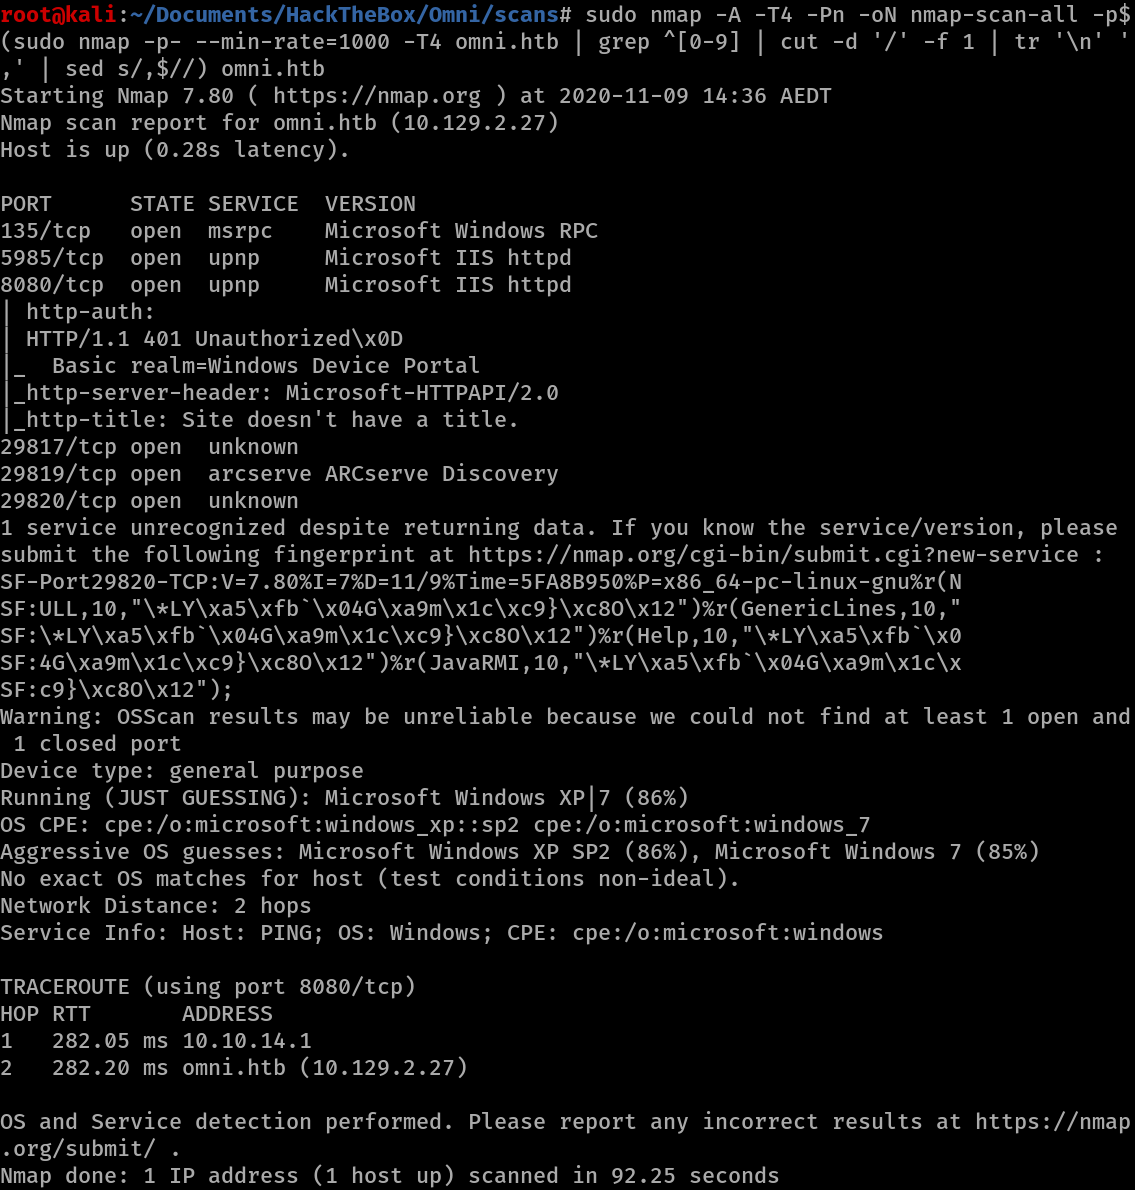 root@kali:~/Documents/HackTheBox/Omni/scans# sudo nmap -A -T4 -Pn -oN nmap-scan-all -p$
(sudo nmap -p- --min-rate=1000 -T4 omni.htb | grep ^[0-9] | cut -d '/' -f 1 | tr '\n' '
,' | sed s/,$//) omni.htb
Starting Nmap 7.80 ( https://nmap.org ) at 2020-11-09 14:36 AEDT
Nmap scan report for omni.htb (10.129.2.27)
Host is up (0.28s latency).

PORT      STATE SERVICE  VERSION
135/tcp   open  msrpc    Microsoft Windows RPC
5985/tcp  open  upnp     Microsoft IIS httpd
8080/tcp  open  upnp     Microsoft IIS httpd
| http-auth:
| HTTP/1.1 401 Unauthorized\x0D
|_  Basic realm=Windows Device Portal
|_http-server-header: Microsoft-HTTPAPI/2.0
|_http-title: Site doesn't have a title.
29817/tcp open  unknown
29819/tcp open  arcserve ARCserve Discovery
29820/tcp open  unknown
1 service unrecognized despite returning data. If you know the service/version, please
submit the following fingerprint at https://nmap.org/cgi-bin/submit.cgi?new-service :
SF-Port29820-TCP:V=7.80%I=7%D=11/9%Time=5FA8B950%P=x86_64-pc-linux-gnu%r(N
SF:ULL,10,"\*LY\xa5\xfb`\x04G\xa9m\x1c\xc9}\xc8O\x12")%r(GenericLines,10,"
SF:\*LY\xa5\xfb`\x04G\xa9m\x1c\xc9}\xc8O\x12")%r(Help,10,"\*LY\xa5\xfb`\x0
SF:4G\xa9m\x1c\xc9}\xc8O\x12")%r(JavaRMI,10,"\*LY\xa5\xfb`\x04G\xa9m\x1c\x
SF:c9}\xc8O\x12");
Warning: OSScan results may be unreliable because we could not find at least 1 open and
 1 closed port
Device type: general purpose
Running (JUST GUESSING): Microsoft Windows XP|7 (86%)
OS CPE: cpe:/o:microsoft:windows_xp::sp2 cpe:/o:microsoft:windows_7
Aggressive OS guesses: Microsoft Windows XP SP2 (86%), Microsoft Windows 7 (85%)
No exact OS matches for host (test conditions non-ideal).
Network Distance: 2 hops
Service Info: Host: PING; OS: Windows; CPE: cpe:/o:microsoft:windows

TRACEROUTE (using port 8080/tcp)
HOP RTT       ADDRESS
1   282.05 ms 10.10.14.1
2   282.20 ms omni.htb (10.129.2.27)

OS and Service detection performed. Please report any incorrect results at https://nmap
.org/submit/ .
Nmap done: 1 IP address (1 host up) scanned in 92.25 seconds